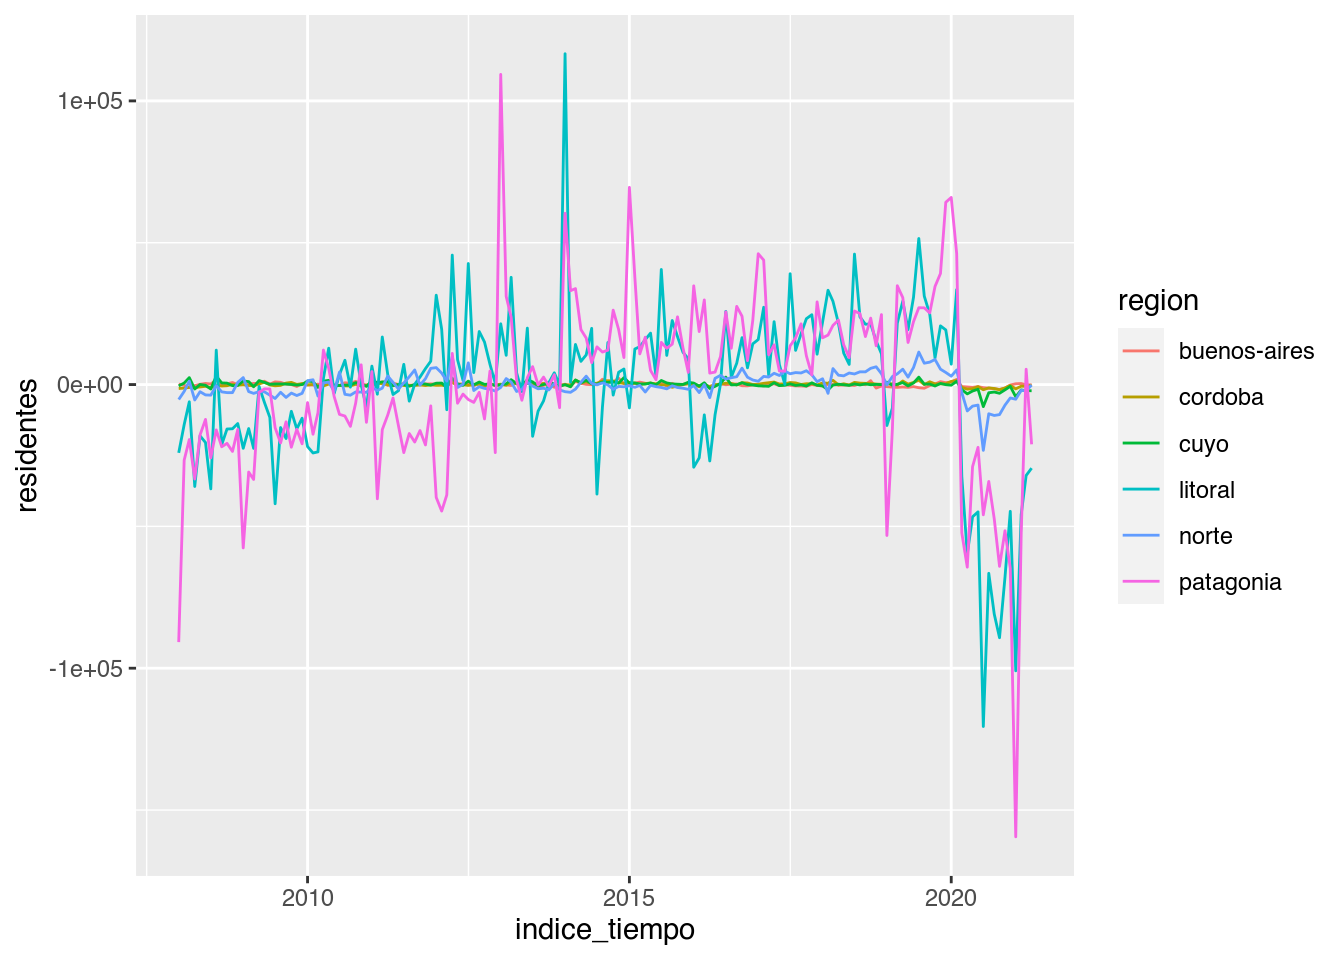 residentes
1e+05
0e+00
-1e+05
2010
2015
2020
indice_tiempo
region
buenos-aires
cordoba
cuyo
litoral
norte
patagonia